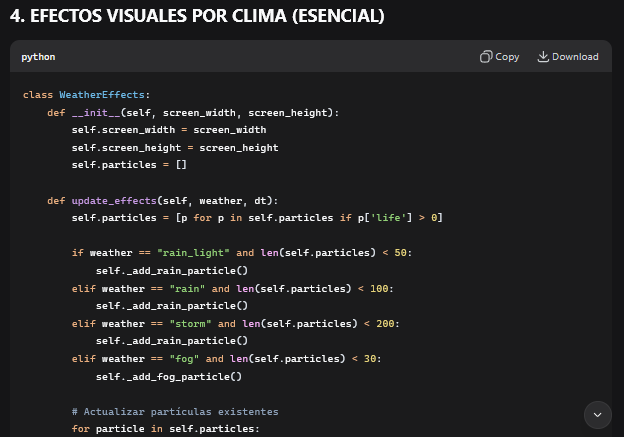 4. EFECTOS VISUALES POR CLIMA (ESENCIAL)
python
Copy
Download
class WeatherEffects:
    def __init__(self, screen_width, screen_height):
        self.screen_width = screen_width
        self.screen_height = screen_height
        self.particles = []

    def update_effects(self, weather, dt):
        self.particles = [p for p in self.particles if p['life'] > 0]

        if weather == "rain_light" and len(self.particles) < 50:
            self._add_rain_particle()
        elif weather == "rain" and len(self.particles) < 100:
            self._add_rain_particle()
        elif weather == "storm" and len(self.particles) < 200:
            self._add_rain_particle()
        elif weather == "fog" and len(self.particles) < 30:
            self._add_fog_particle()

        # Actualizar partículas existentes
        for particle in self.particles: